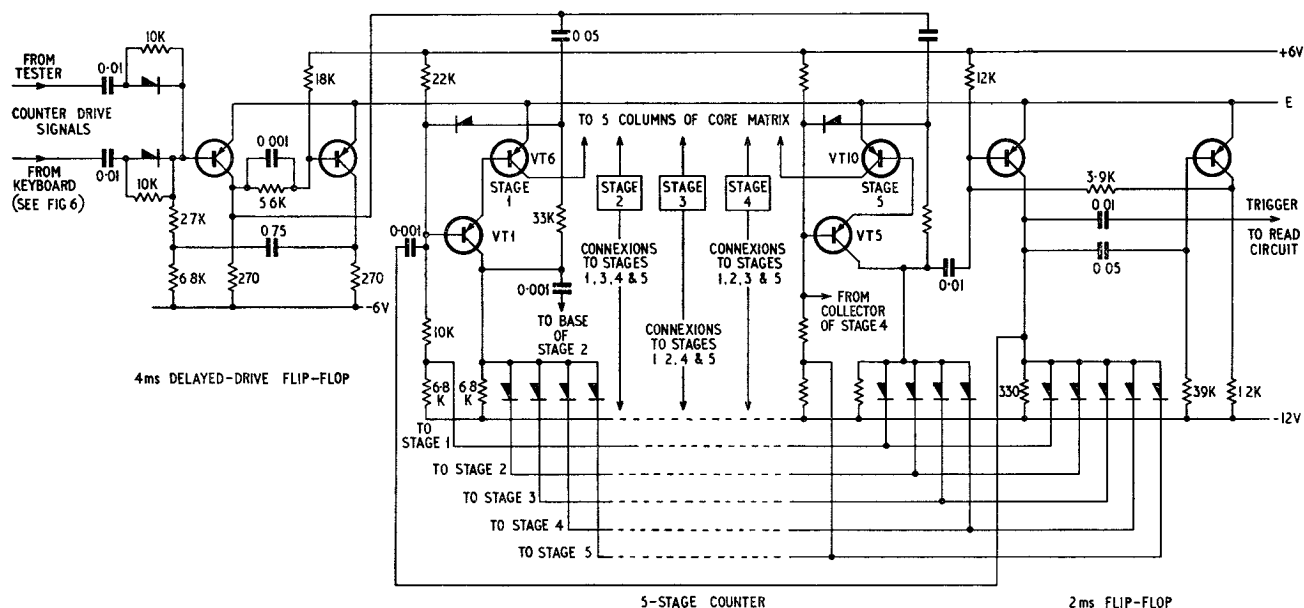 0·05
10K
FROM
TESTER
0·01
+6V
18K
22K
12K
COUNTER DRIVE
SIGNALS
E
TO 5 COLUMNS OF CORE MATRIX
FROM
KEYBOARD
(SEE FIG 6)
0·01
10K
0·001
5·6K
VT6
STAGE
1
STAGE
2
STAGE
3
STAGE
4
VT10
STAGE
5
3·9K
2·7K
33K
0·01
TRIGGER
TO READ
CIRCUIT
0·001
VT1
VT5
0·75
CONNEXIONS
TO STAGES
1,3,4 & 5
CONNEXIONS
TO STAGES
1,2,3 & 5
0·01
0·05
6·8K
270
270
0·001
FROM
COLLECTOR
OF STAGE 4
-6V
TO BASE
OF
STAGE 2
CONNEXIONS
TO STAGES
1 2,4 & 5
10K
4ms DELAYED-DRIVE FLIP-FLOP
6·8
K
6·8
K
330
39K
1·2K
-12V
TO
STAGE 1
TO STAGE 2
TO STAGE 3
TO STAGE 4
TO STAGE 5
5-STAGE COUNTER
2ms FLIP-FLOP